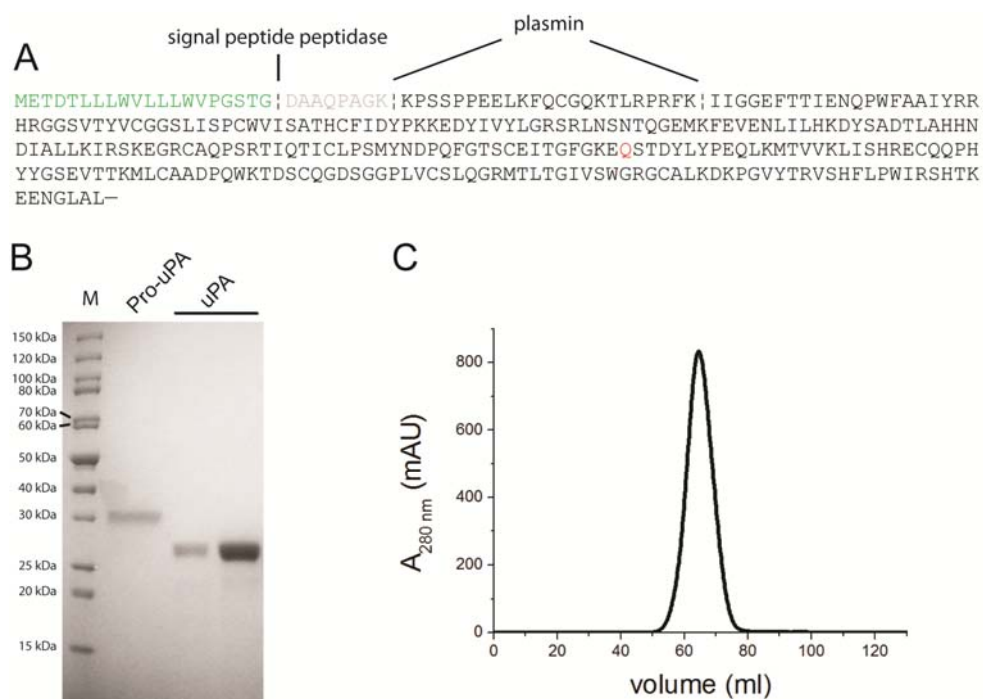 A
signal peptide peptidase
plasmin
METDTLLLWVLLLWVPGSTG¦DAAQPAGK¦KPSSPPEELKFQCGQKTLRPRFK¦IIGGEFTTIENQPWFAAIYRR
HRGGSVTYVCGGSLISPCWVISATHCFIDYPKKEDYIVYLGRSRLNSNTQGEMKFEVENLILHKDYSADTLAHHN
DIALLKIRSKEGRCAQPSRTIQTICLPSMYNDPQFGTSCEITGFGKEQSTDYLYPEQLKMTVVKLISHRECQQPH
YYGSEVTTKMLCAADPQWKTDSCQGDSGGPLVCSLQGRMTLTGIVSWGRGCALKDKPGVYTRVSHFLPWIRSHTK
EENGLAL—
B
M
Pro-uPA
uPA
150 kDa
120 kDa
100 kDa
80 kDa
70 kDa
60 kDa
50 kDa
40 kDa
30 kDa
25 kDa
20 kDa
15 kDa
C
A280 nm (mAU)
800
600
400
200
0
0 20 40 60 80 100 120
volume (ml)